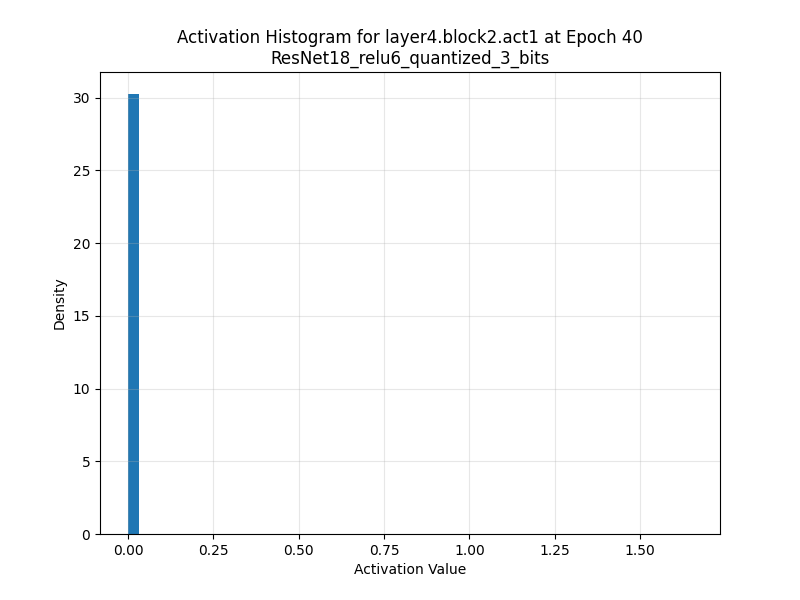 Activation Histogram for layer4.block2.act1 at Epoch 40
ResNet18_relu6_quantized_3_bits
30
25
20
15
10
5
0
Density
0.00 0.25 0.50 0.75 1.00 1.25 1.50
Activation Value